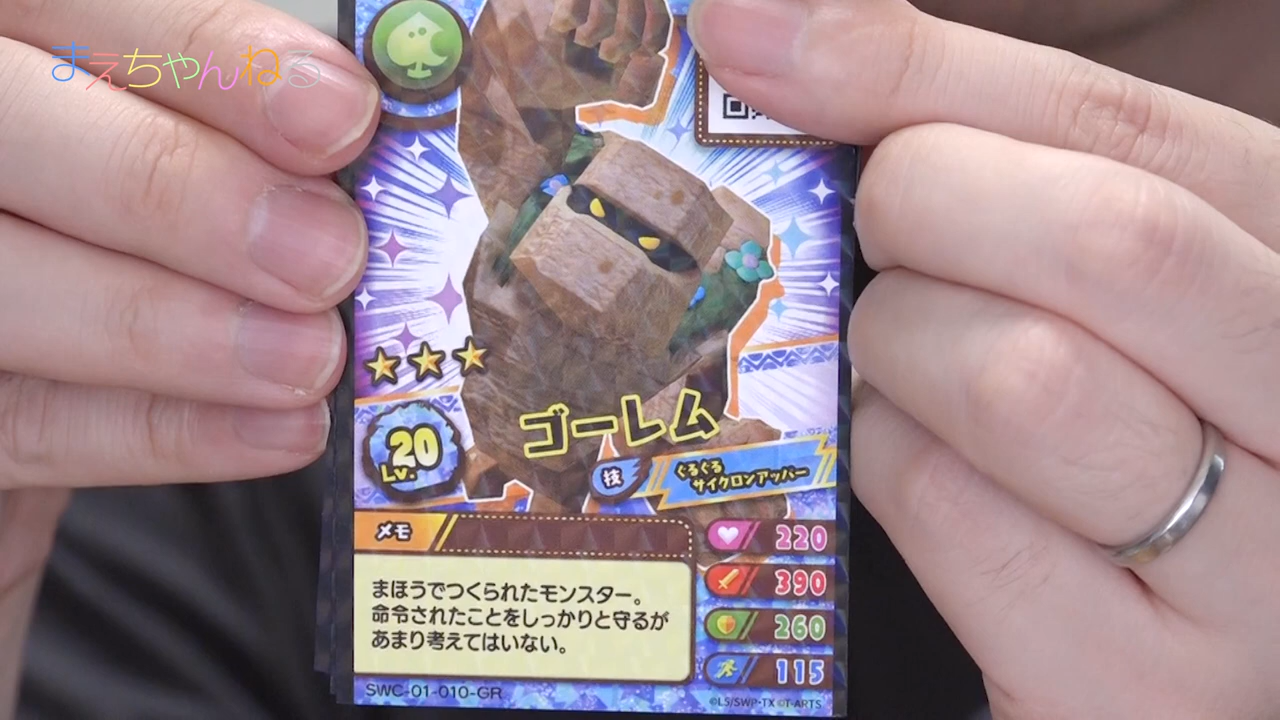 まえちゃんねる
20
Lv.
ゴーレム
技
ぐるぐる
サイクロンアッパー
メモ
まほうでつくられたモンスター。
命令されたことをしっかりと守るが
あまり考えてはいない。
220
390
260
115
SWC-01-010-GR
©LS/SWP・TX ©T-ARTS